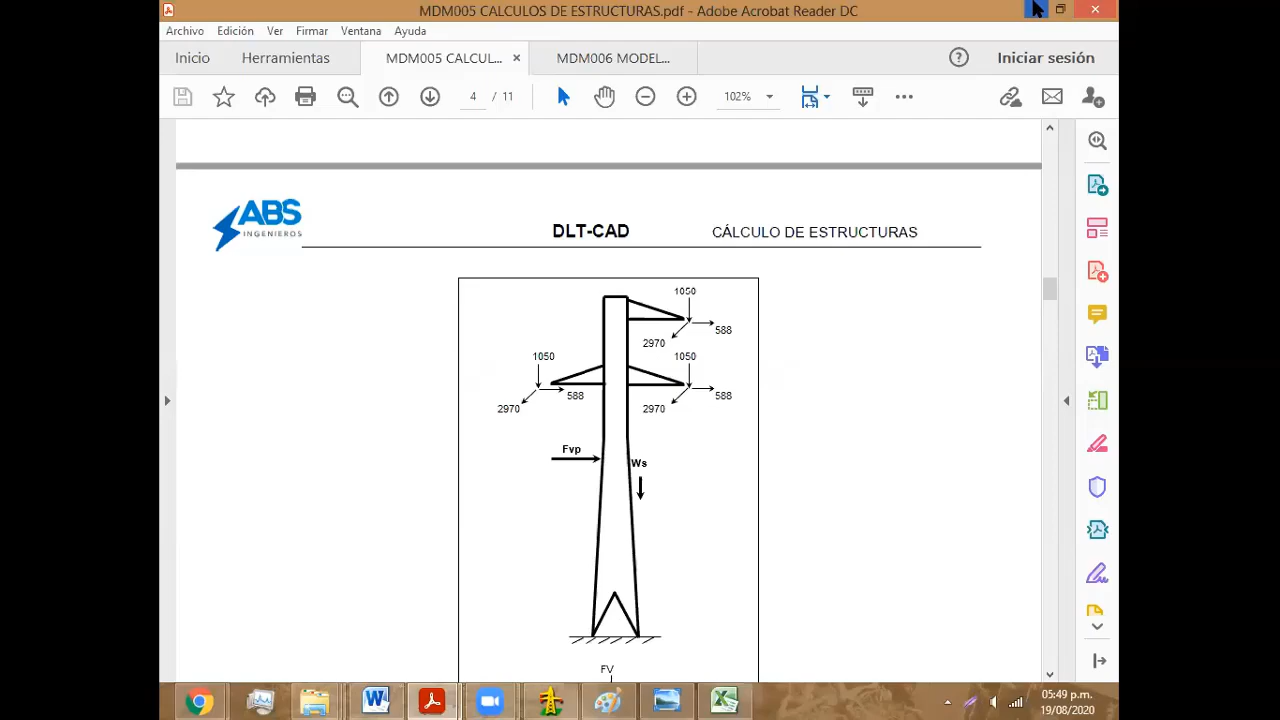 MDM005 CALCULOS DE ESTRUCTURAS.pdf - Adobe Acrobat Reader DC
Archivo Edición Ver Firmar Ventana Ayuda
Inicio Herramientas MDM005 CALCUL... × MDM006 MODEL... ? Iniciar sesión
4 / 11 102%
ABS
INGENIEROS
DLT-CAD CÁLCULO DE ESTRUCTURAS
1050
588
2970
1050 1050
588 588
2970 2970
Fvp
Ws
FV
05:49 p.m.
19/08/2020